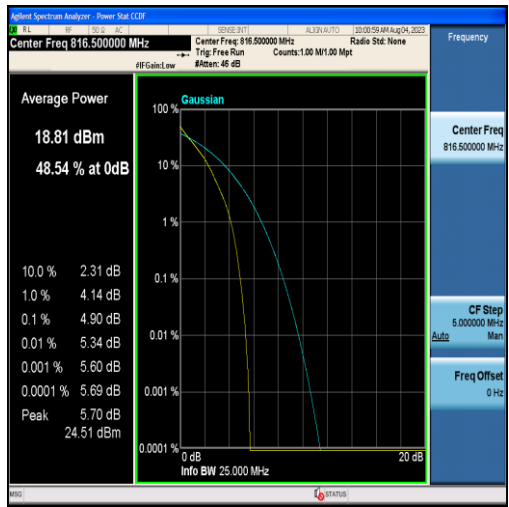 Agilent Spectrum Analyzer - Power Stat CCDF
RL RF 50 Ω AC SENSE:INT ALIGN AUTO 10:00:59 AM Aug 04, 2023
Center Freq 816.500000 MHz
Center Freq: 816.500000 MHz Radio Std: None
Trig: Free Run Counts:1.00 M/1.00 Mpt
#IFGain:Low #Atten: 46 dB
Frequency
Average Power
18.81 dBm
48.54 % at 0dB
10.0 % 2.31 dB
1.0 % 4.14 dB
0.1 % 4.90 dB
0.01 % 5.34 dB
0.001 % 5.60 dB
0.0001 % 5.69 dB
Peak 5.70 dB
24.51 dBm
Gaussian
100 %
10 %
1 %
0.1 %
0.01 %
0.001 %
0.0001 %
0 dB 20 dB
Info BW 25.000 MHz
Center Freq
816.500000 MHz
CF Step
5.000000 MHz
Auto Man
Freq Offset
0 Hz
MSG STATUS